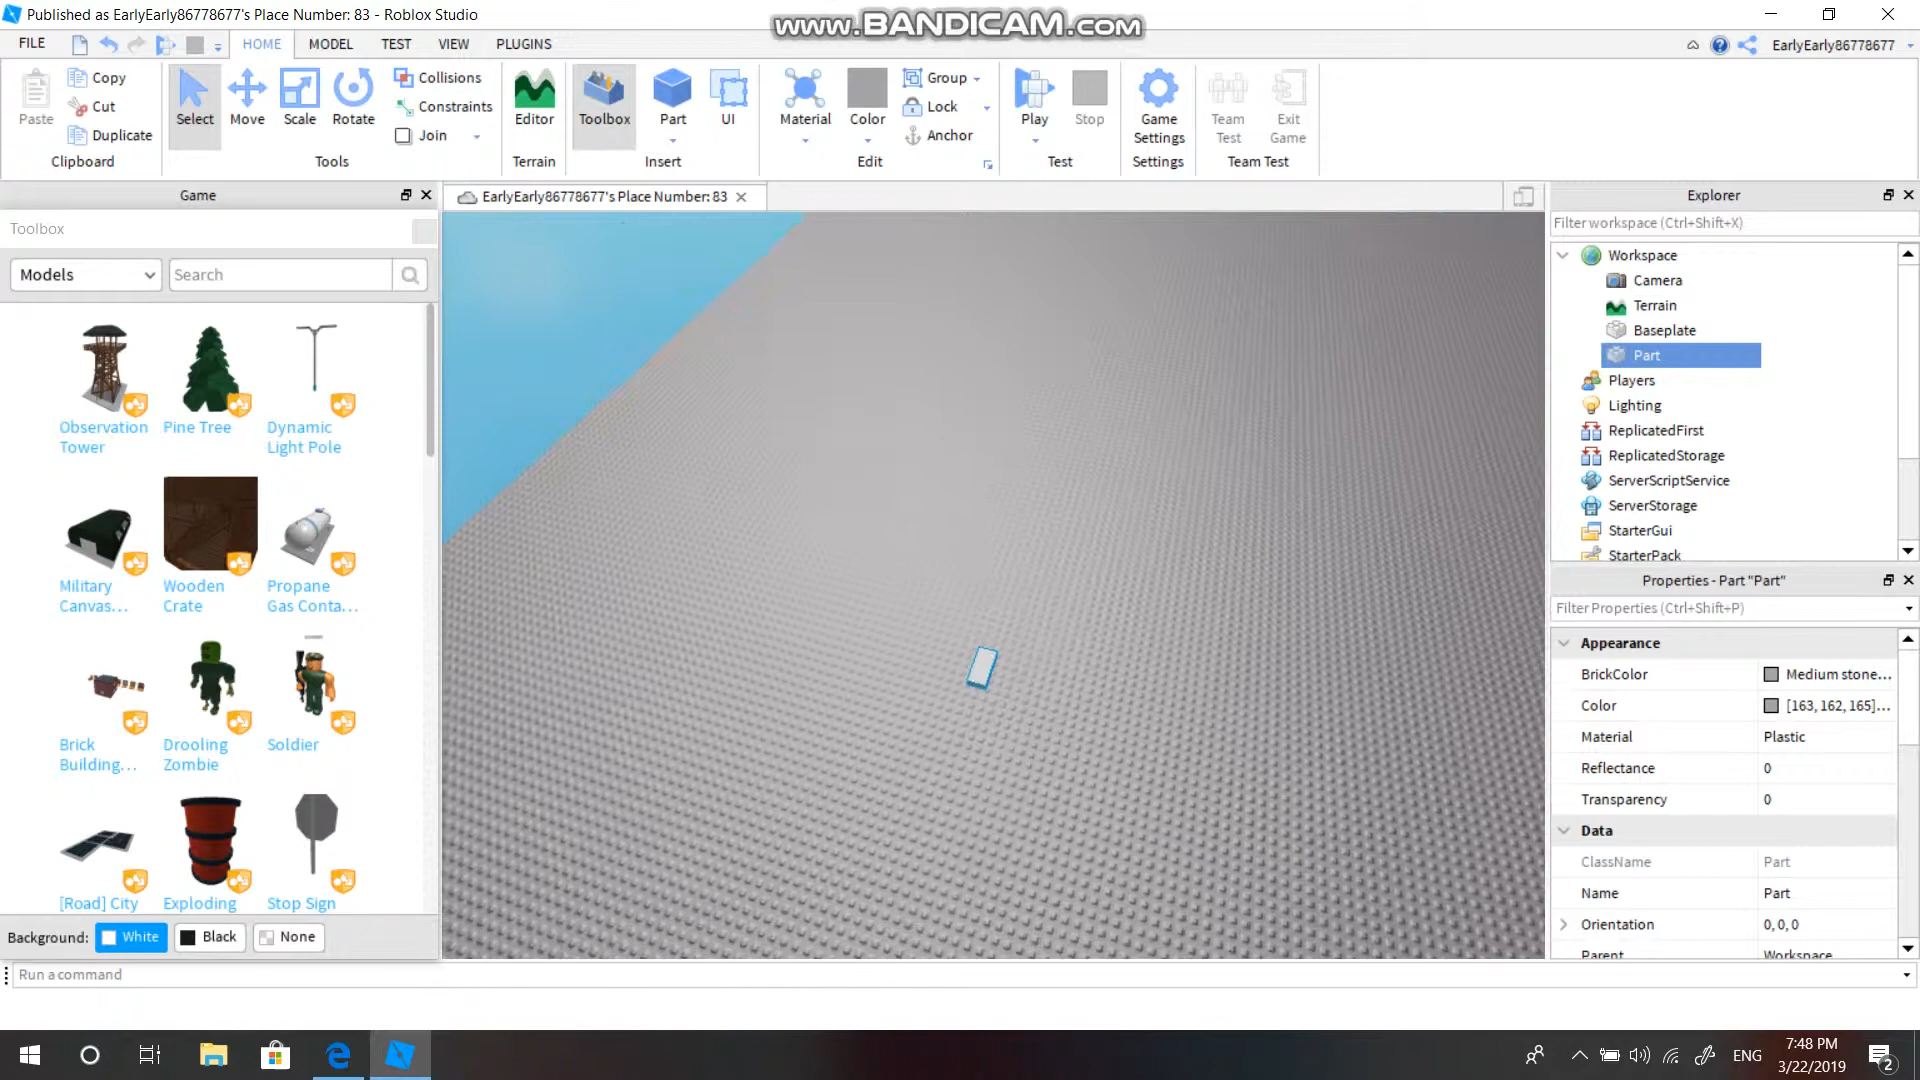 Published as EarlyEarly86778677's Place Number: 83 - Roblox Studio
www.BANDICAM.com
FILE
HOME
MODEL
TEST
VIEW
PLUGINS
EarlyEarly86778677
Paste
Copy
Cut
Duplicate
Clipboard
Select
Move
Scale
Rotate
Collisions
Constraints
Join
Tools
Editor
Terrain
Toolbox
Part
UI
Insert
Material
Color
Group
Lock
Anchor
Edit
Play
Stop
Test
Game
Settings
Settings
Team
Test
Exit
Game
Team Test
Game
Toolbox
Models
Search
Observation
Tower
Pine Tree
Dynamic
Light Pole
Military
Canvas...
Wooden
Crate
Propane
Gas Conta...
Brick
Building...
Drooling
Zombie
Soldier
[Road] City
Exploding
Stop Sign
Background:
White
Black
None
EarlyEarly86778677's Place Number: 83
Explorer
Filter workspace (Ctrl+Shift+X)
Workspace
Camera
Terrain
Baseplate
Part
Players
Lighting
ReplicatedFirst
ReplicatedStorage
ServerScriptService
ServerStorage
StarterGui
StarterPack
Properties - Part "Part"
Filter Properties (Ctrl+Shift+P)
Appearance
BrickColor Medium stone...
Color [163, 162, 165]...
Material Plastic
Reflectance 0
Transparency 0
Data
ClassName Part
Name Part
Orientation 0, 0, 0
Parent Workspace
Run a command
ENG
7:48 PM
3/22/2019
2